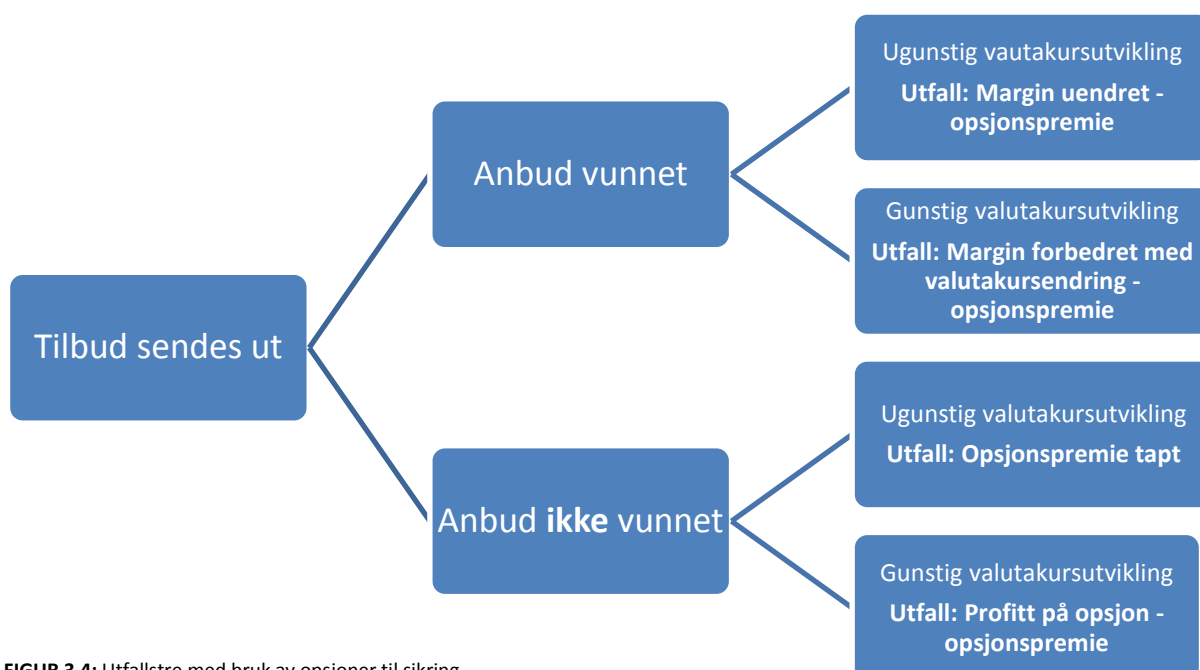 Tilbud sendes ut
Anbud vunnet
Ugunstig vautakursutvikling
Utfall: Margin uendret -
opsjonspremie
Gunstig valutakursutvikling
Utfall: Margin forbedret med
valutakursendring -
opsjonspremie
Anbud ikke vunnet
Ugunstig valutakursutvikling
Utfall: Opsjonspremie tapt
Gunstig valutakursutvikling
Utfall: Profitt på opsjon -
opsjonspremie
FIGUR 3.4: Utfallstre med bruk av opsjoner til sikring